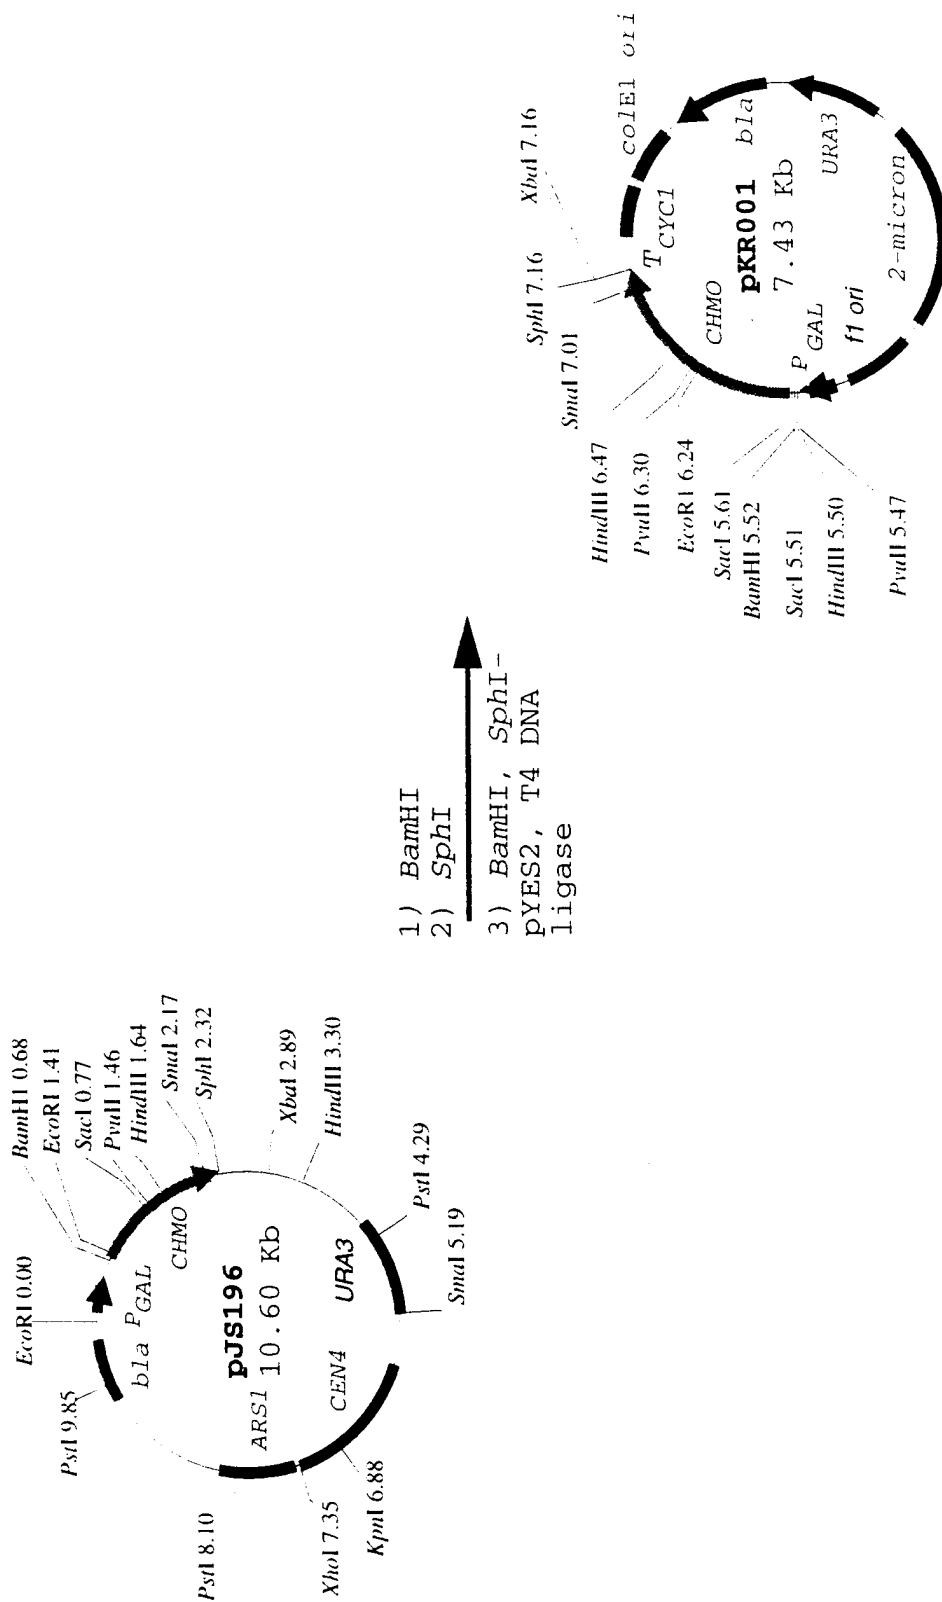 EcoR1 0.00
BamH1 0.68
EcoR1 1.41
SacI 0.77
PvuII 1.46
HindIII 1.64
SmaI 2.17
SphI 2.32
XbaI 2.89
HindIII 3.30
PstI 4.29
SmaI 5.19
KpnI 6.88
XhoI 7.35
PstI 8.10
PstI 9.85
bla
PGAL
CHMO
pJS196
10.60 Kb
ARS1
CEN4
URA3
1) BamHI
2) SphI
3) BamHI, SphI-
pYES2, T4 DNA
ligase
XbaI 7.16
SphI 7.16
SmaI 7.01
HindIII 6.47
PvuII 6.30
EcoR1 6.24
SacI 5.61
BamHI 5.52
SacI 5.51
HindIII 5.50
PvuII 5.47
colE1 ori
TCYC1
bla
CHMO
pKR001
7.43 Kb
URA3
PGAL
f1 ori
2-micron